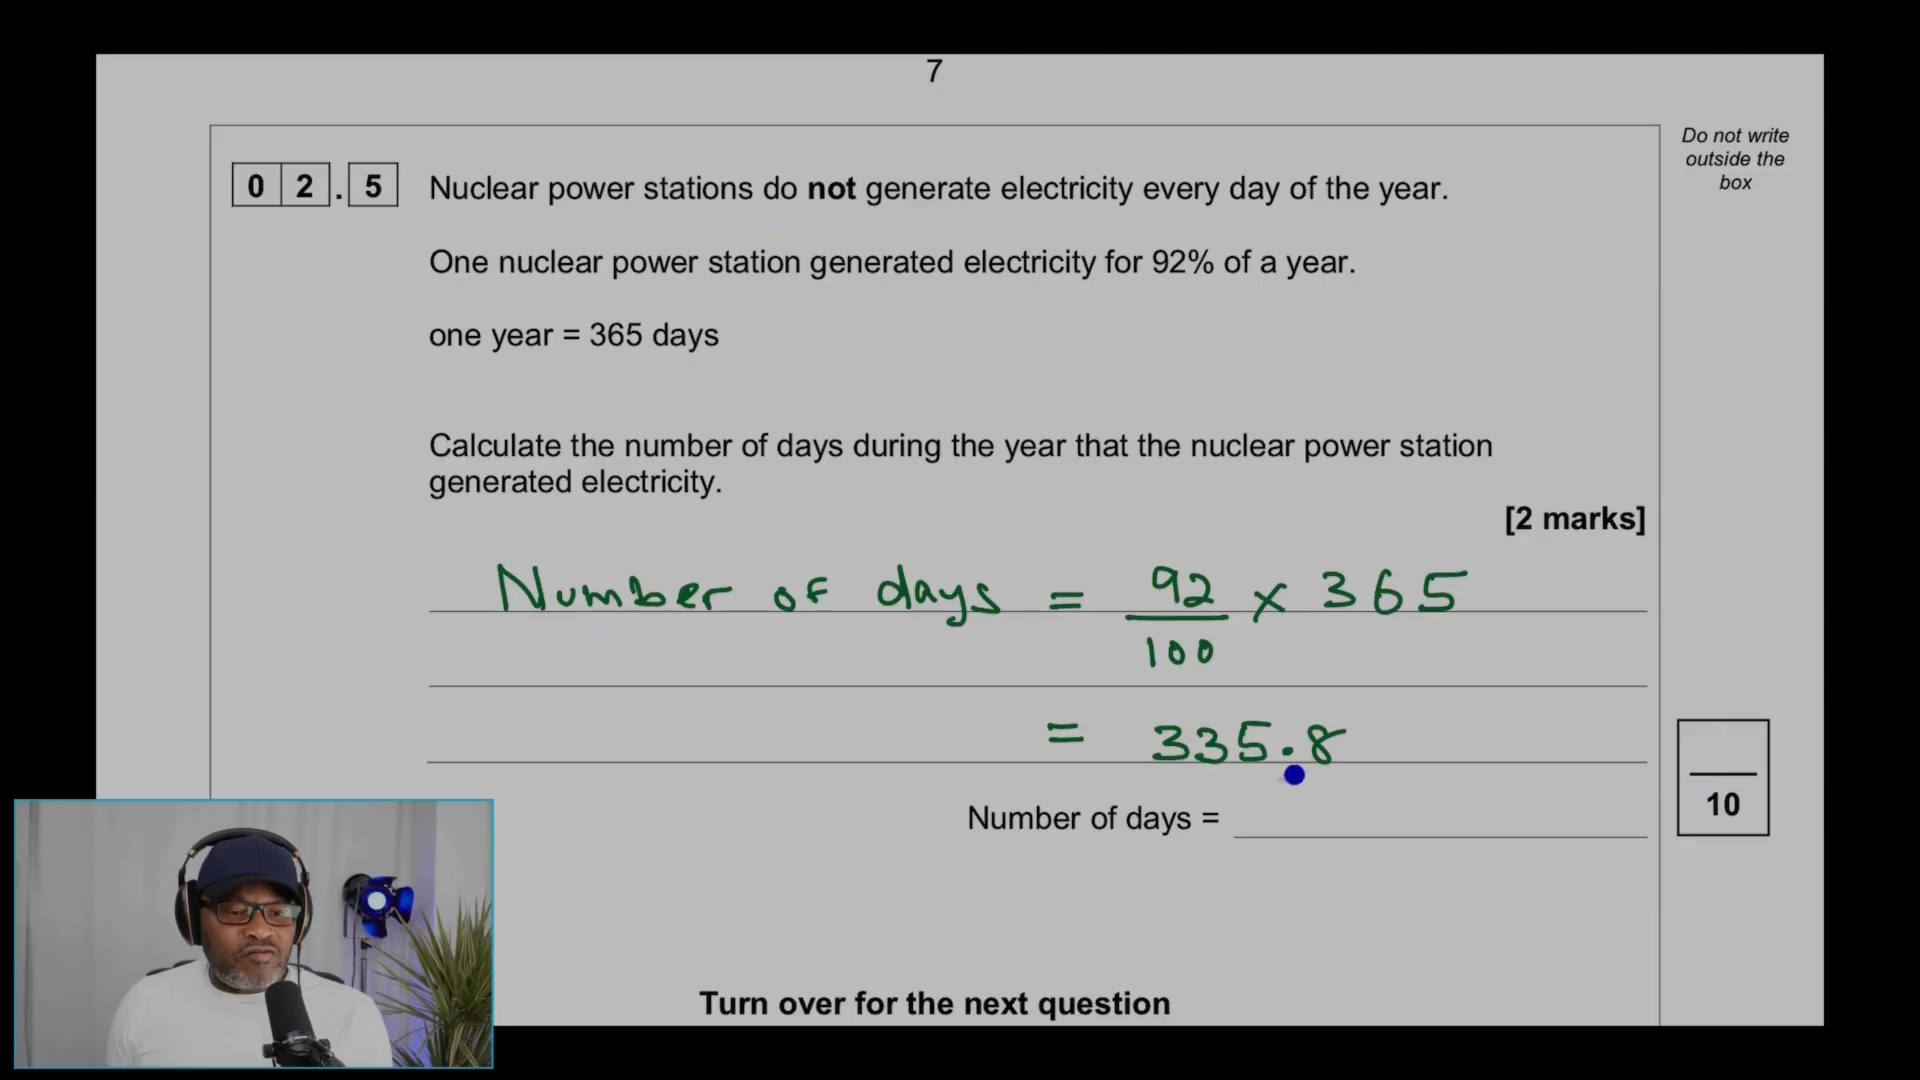 7
Do not write
outside the
box
02.5 Nuclear power stations do not generate electricity every day of the year.
One nuclear power station generated electricity for 92% of a year.
one year = 365 days
Calculate the number of days during the year that the nuclear power station
generated electricity.
[2 marks]
Number of days = 92/100 × 365
= 335.8
Number of days =
10
Turn over for the next question